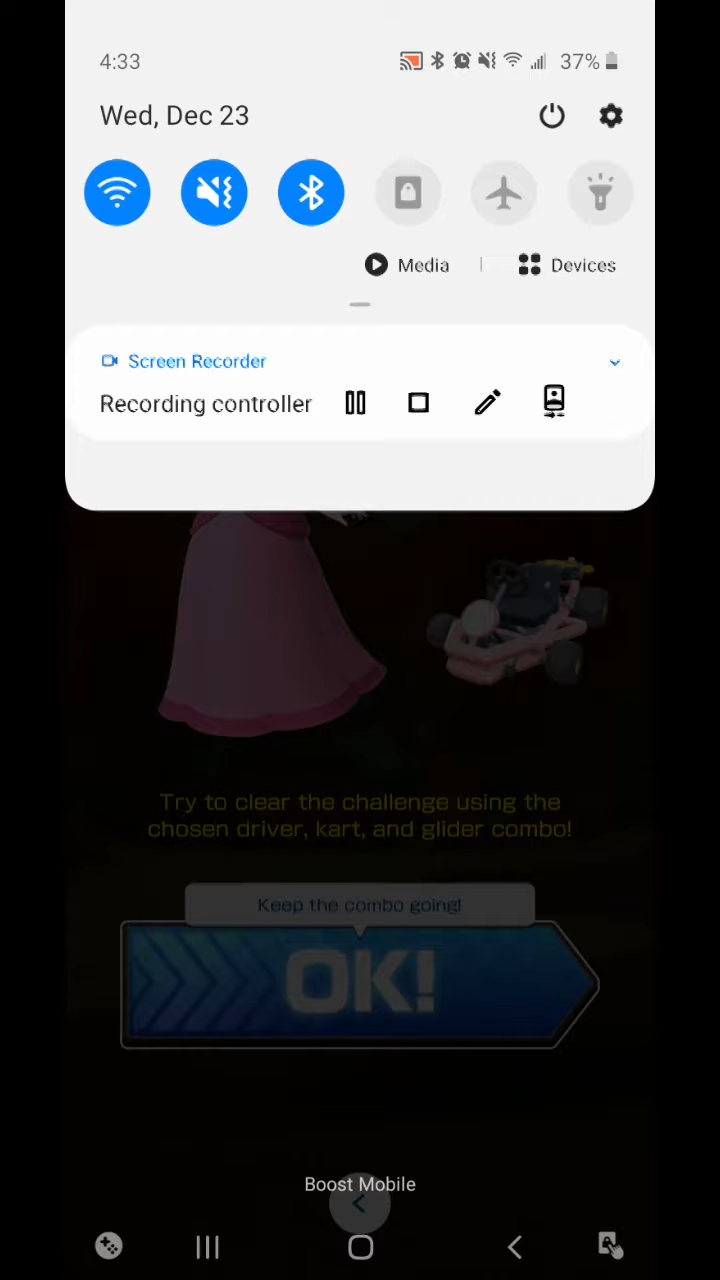 4:33
37%
Wed, Dec 23
Media
Devices
Screen Recorder
Recording controller
Try to clear the challenge using the
chosen driver, kart, and glider combo!
Keep the combo going!
OK!
Boost Mobile